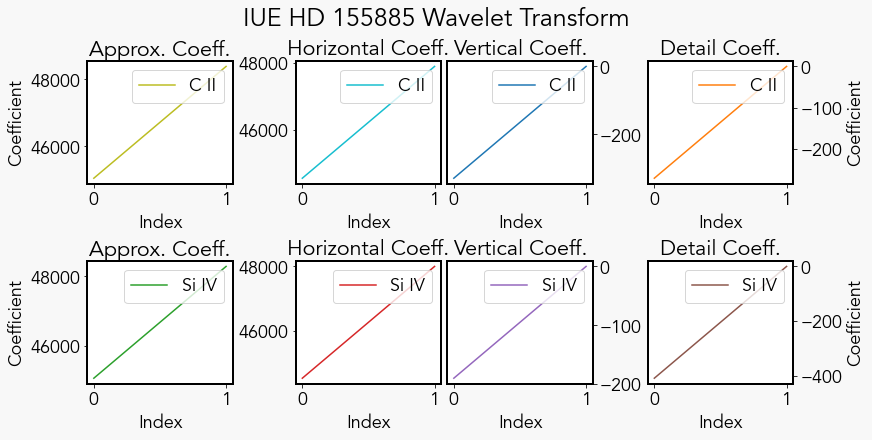 IUE HD 155885 Wavelet Transform
Approx. Coeff. Horizontal Coeff. Vertical Coeff. Detail Coeff.
48000 48000 0 0
C II C II C II C II
Coefficient Coefficient
−100
46000 46000 −200 −200
0 1 0 1 0 1 0 1
Index Index Index Index
Approx. Coeff. Horizontal Coeff. Vertical Coeff. Detail Coeff.
48000 48000 0 0
Si IV Si IV Si IV Si IV
Coefficient Coefficient
−100 −200
46000 46000
−200 −400
0 1 0 1 0 1 0 1
Index Index Index Index